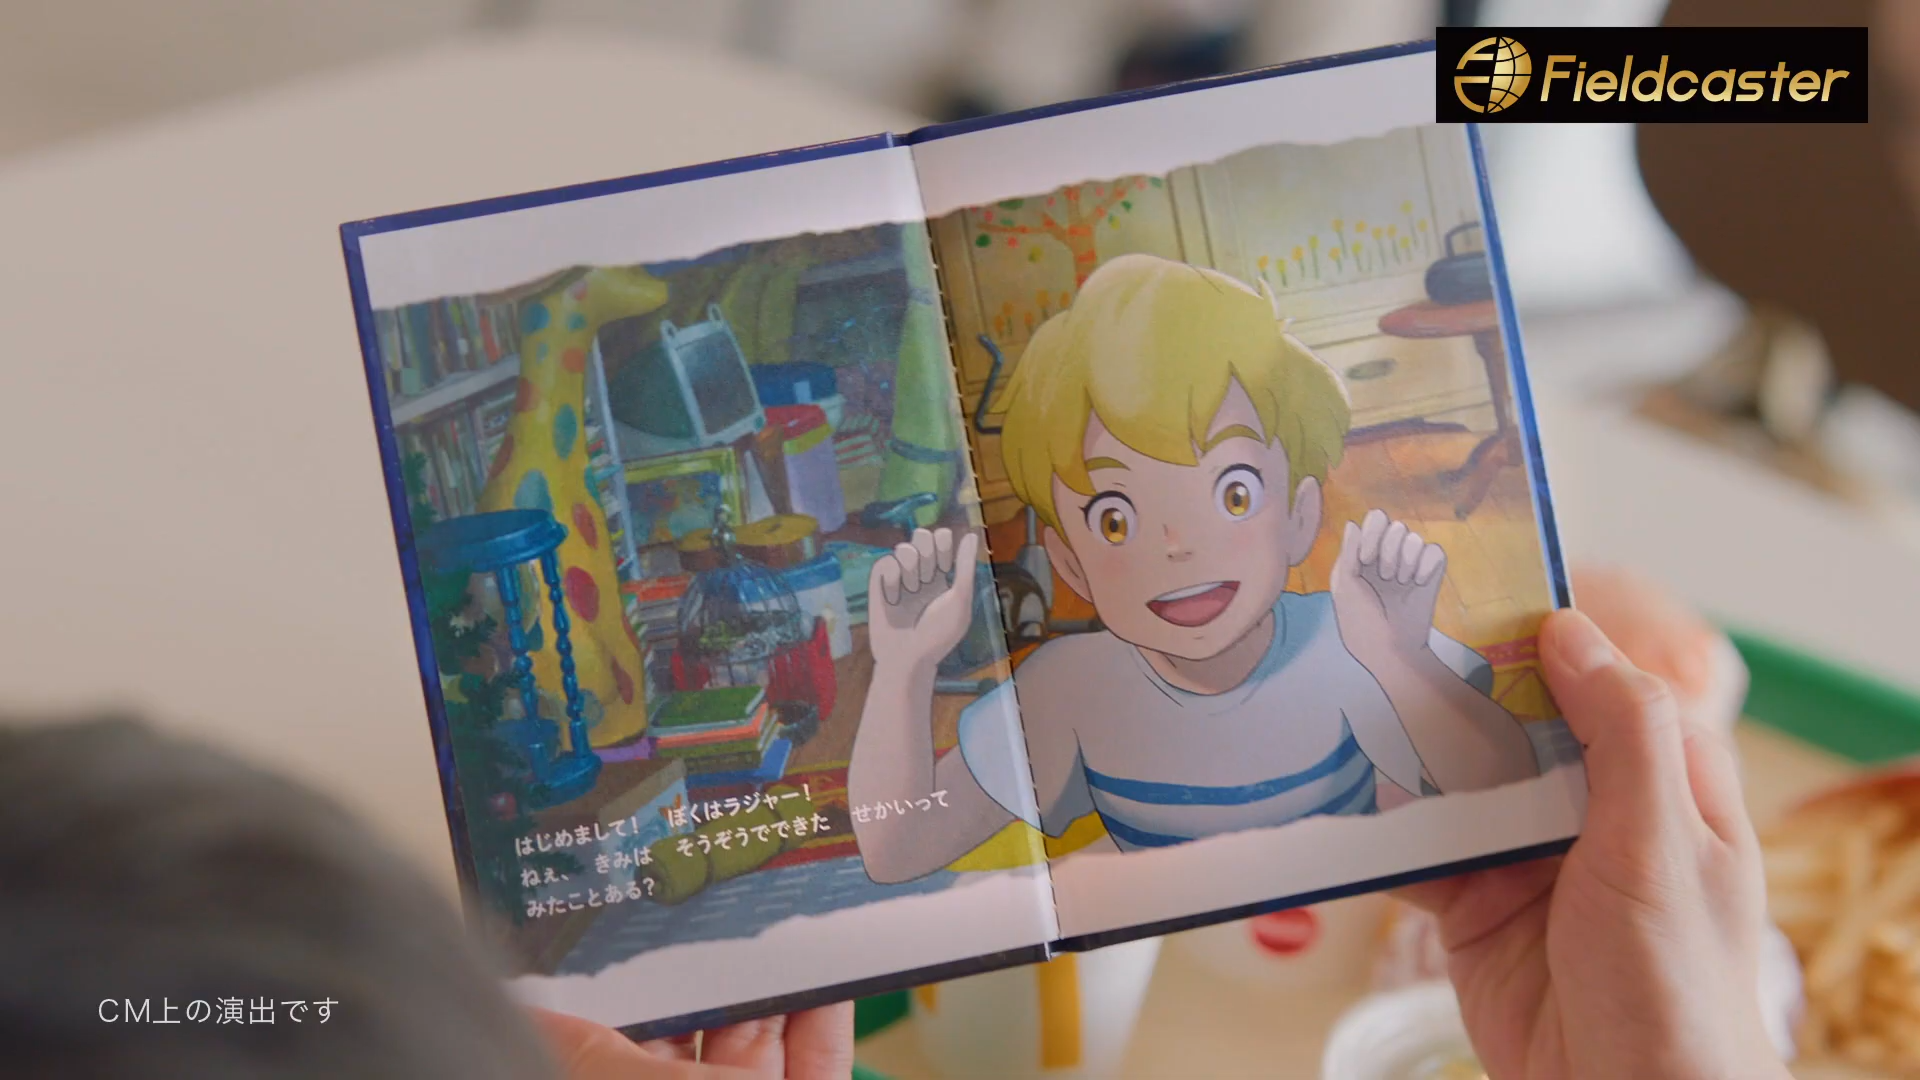 Fieldcaster
はじめまして！ ぼくはラジャー！
ねぇ、 きみは そうぞうでできた せかいって
みたことある？
CM上の演出です